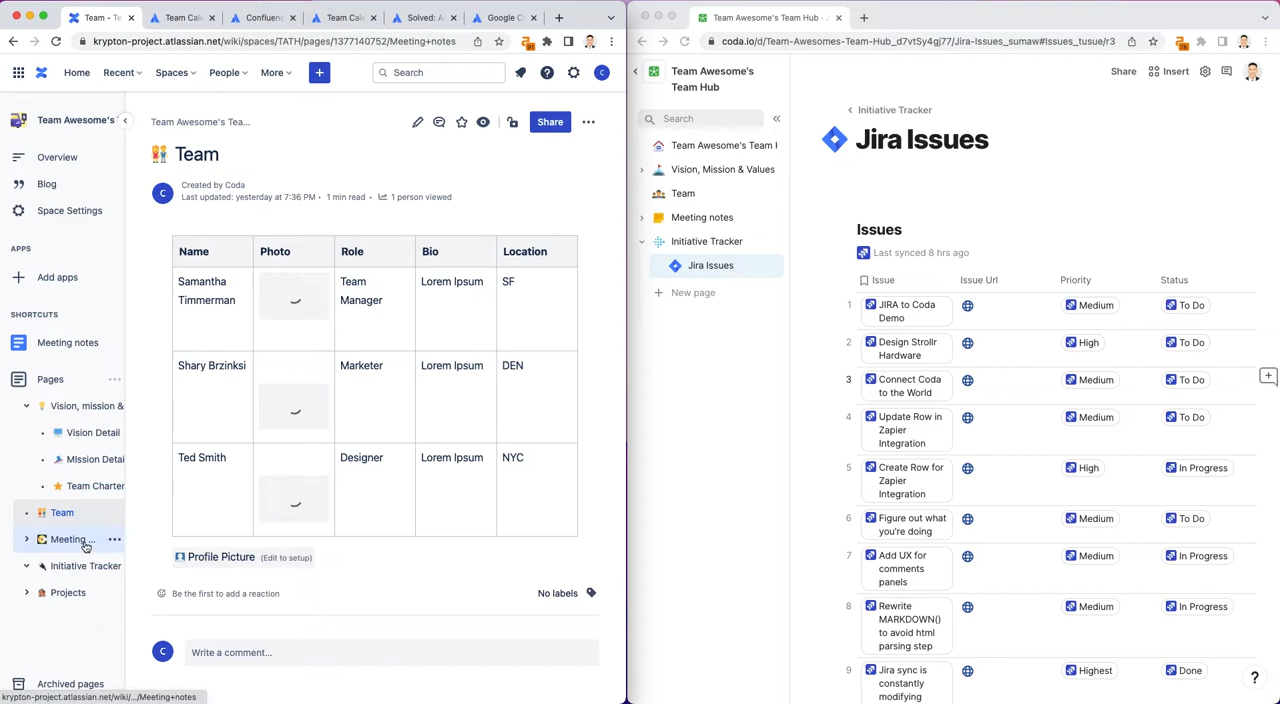 Team - Te
Team Cale
Confluenc
Team Cale
Solved: A
Google C
krypton-project.atlassian.net/wiki/spaces/TATH/pages/1377140752/Meeting+notes
Home
Recent
Spaces
People
More
+
Search
?
C
Team Awesome's
Overview
Blog
Space Settings
APPS
Add apps
SHORTCUTS
Meeting notes
Pages
Vision, mission &
Vision Detail
MIssion Detai
Team Charter
Team
Meeting ...
Initiative Tracker
Projects
Archived pages
krypton-project.atlassian.net/wiki/.../Meeting+notes
Team Awesome's Tea...
Share
Team
C
Created by Coda
Last updated: yesterday at 7:36 PM • 1 min read • 1 person viewed
Name Photo Role Bio Location
Samantha Timmerman Team Manager Lorem Ipsum SF
Shary Brzinksi Marketer Lorem Ipsum DEN
Ted Smith Designer Lorem Ipsum NYC
Profile Picture (Edit to setup)
Be the first to add a reaction
No labels
C
Write a comment...
Team Awesome's Team Hub ·
coda.io/d/Team-Awesomes-Team-Hub_d7vtSy4gj77/Jira-Issues_sumaw#Issues_tusue/r3
Team Awesome's
Team Hub
Share
Insert
Search
Team Awesome's Team H
Vision, Mission & Values
Team
Meeting notes
Initiative Tracker
Jira Issues
New page
Initiative Tracker
Jira Issues
Issues
Last synced 8 hrs ago
Issue Issue Url Priority Status
1 JIRA to Coda Demo Medium To Do
2 Design Strollr Hardware High To Do
3 Connect Coda to the World Medium To Do
4 Update Row in Zapier Integration Medium To Do
5 Create Row for Zapier Integration High In Progress
6 Figure out what you're doing Medium To Do
7 Add UX for comments panels Medium In Progress
8 Rewrite MARKDOWN() to avoid html parsing step Medium In Progress
9 Jira sync is constantly modifying Highest Done
?